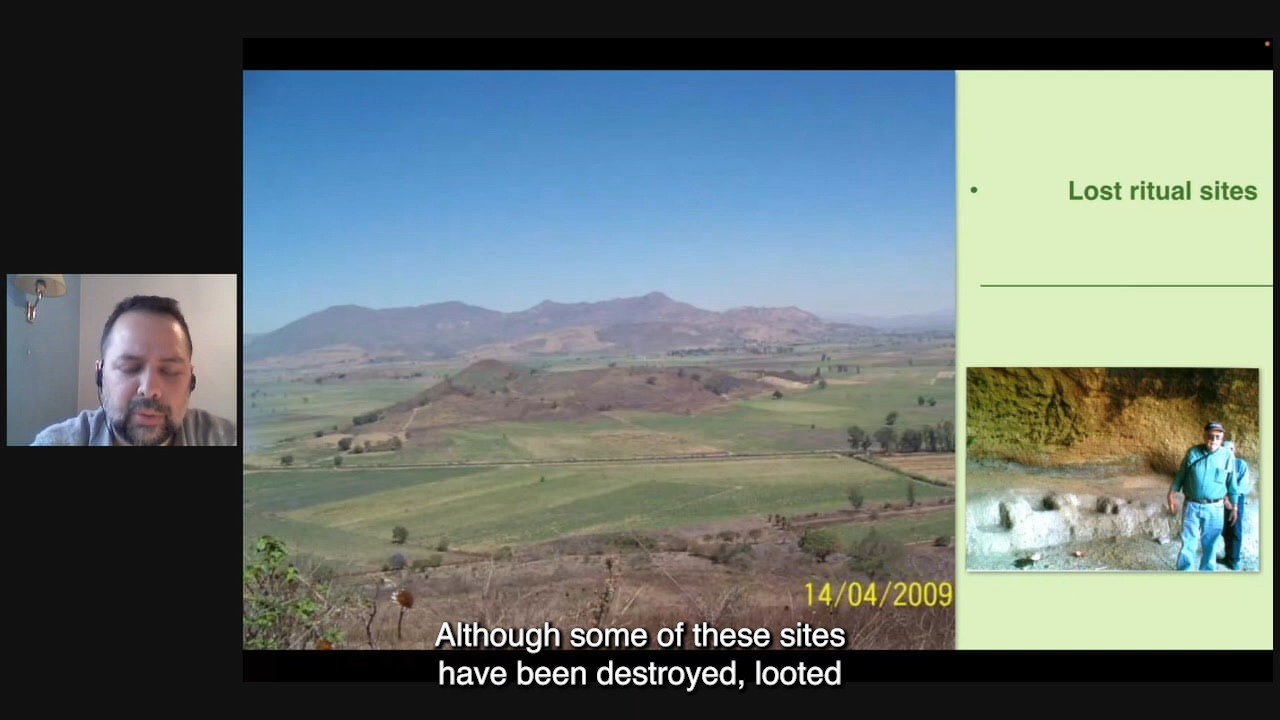 • Lost ritual sites
14/04/2009
Although some of these sites
have been destroyed, looted